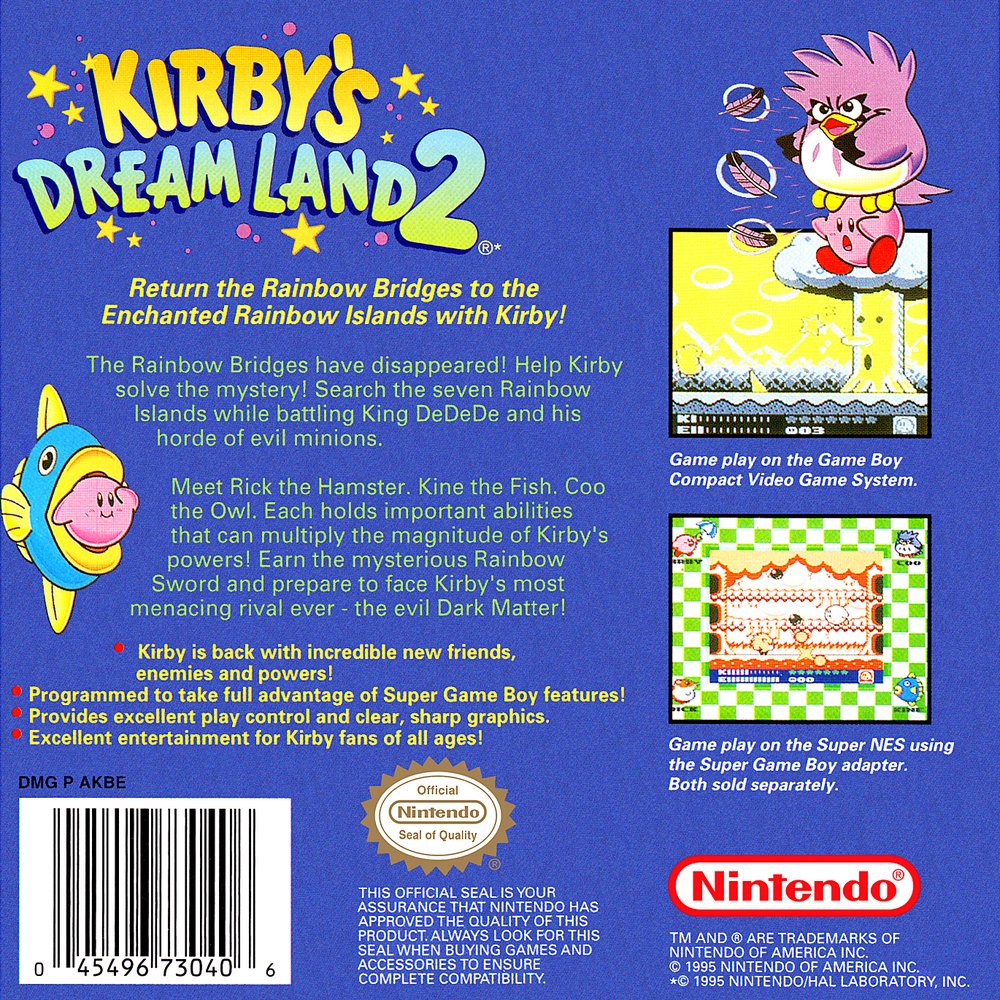 KIRBY'S
DREAM LAND 2
®*
Return the Rainbow Bridges to the
Enchanted Rainbow Islands with Kirby!
The Rainbow Bridges have disappeared! Help Kirby
solve the mystery! Search the seven Rainbow
Islands while battling King DeDeDe and his
horde of evil minions.
Meet Rick the Hamster. Kine the Fish. Coo
the Owl. Each holds important abilities
that can multiply the magnitude of Kirby's
powers! Earn the mysterious Rainbow
Sword and prepare to face Kirby's most
menacing rival ever - the evil Dark Matter!
• Kirby is back with incredible new friends,
enemies and powers!
• Programmed to take full advantage of Super Game Boy features!
• Provides excellent play control and clear, sharp graphics.
• Excellent entertainment for Kirby fans of all ages!
003
Game play on the Game Boy
Compact Video Game System.
COO
000
KINE
Game play on the Super NES using
the Super Game Boy adapter.
Both sold separately.
DMG P AKBE
0 45496 73040 6
Official
Nintendo
Seal of Quality
®
THIS OFFICIAL SEAL IS YOUR
ASSURANCE THAT NINTENDO HAS
APPROVED THE QUALITY OF THIS
PRODUCT. ALWAYS LOOK FOR THIS
SEAL WHEN BUYING GAMES AND
ACCESSORIES TO ENSURE
COMPLETE COMPATIBILITY.
Nintendo®
TM AND ® ARE TRADEMARKS OF
NINTENDO OF AMERICA INC.
© 1995 NINTENDO OF AMERICA INC.
*© 1995 NINTENDO/HAL LABORATORY, INC.